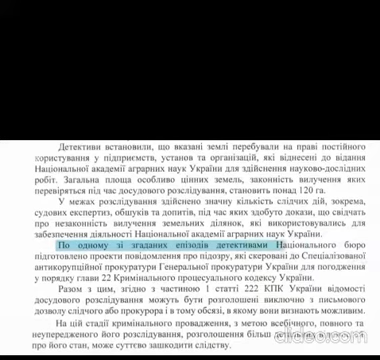 Детективи встановили, що вказані землі перебували на праві постійного
користування у підприємств, установ та організацій, які віднесені до відання
Національної академії аграрних наук України для здійснення науково-дослідних
робіт. Загальна площа особливо цінних земель, законність вилучення яких
перевіряться під час досудового розслідування, становить понад 120 га.
У межах розслідування здійснено значну кількість слідчих дій, зокрема,
судових експертиз, обшуків та допитів, під час яких здобуто докази, що свідчать
про незаконність вилучення земельних ділянок, які використовувались для
забезпечення діяльності Національної академії аграрних наук України.
По одному зі згаданих епізодів детективами Національного бюро
підготовлено проекти повідомлення про підозру, які скеровані до Спеціалізованої
антикорупційної прокуратури Генеральної прокуратури України для погодження
у порядку глави 22 Кримінального процесуального кодексу України.
Разом з цим, згідно з частиною 1 статті 222 КПК України відомості
досудового розслідування можуть бути розголошені виключно з письмового
дозволу слідчого або прокурора і в тому обсязі, в якому вони визнають можливим.
На цій стадії кримінального провадження, з метою всебічного, повного та
неупередженого його розслідування, розголошення більш
про його стан, може суттєво зашкодити слідству.